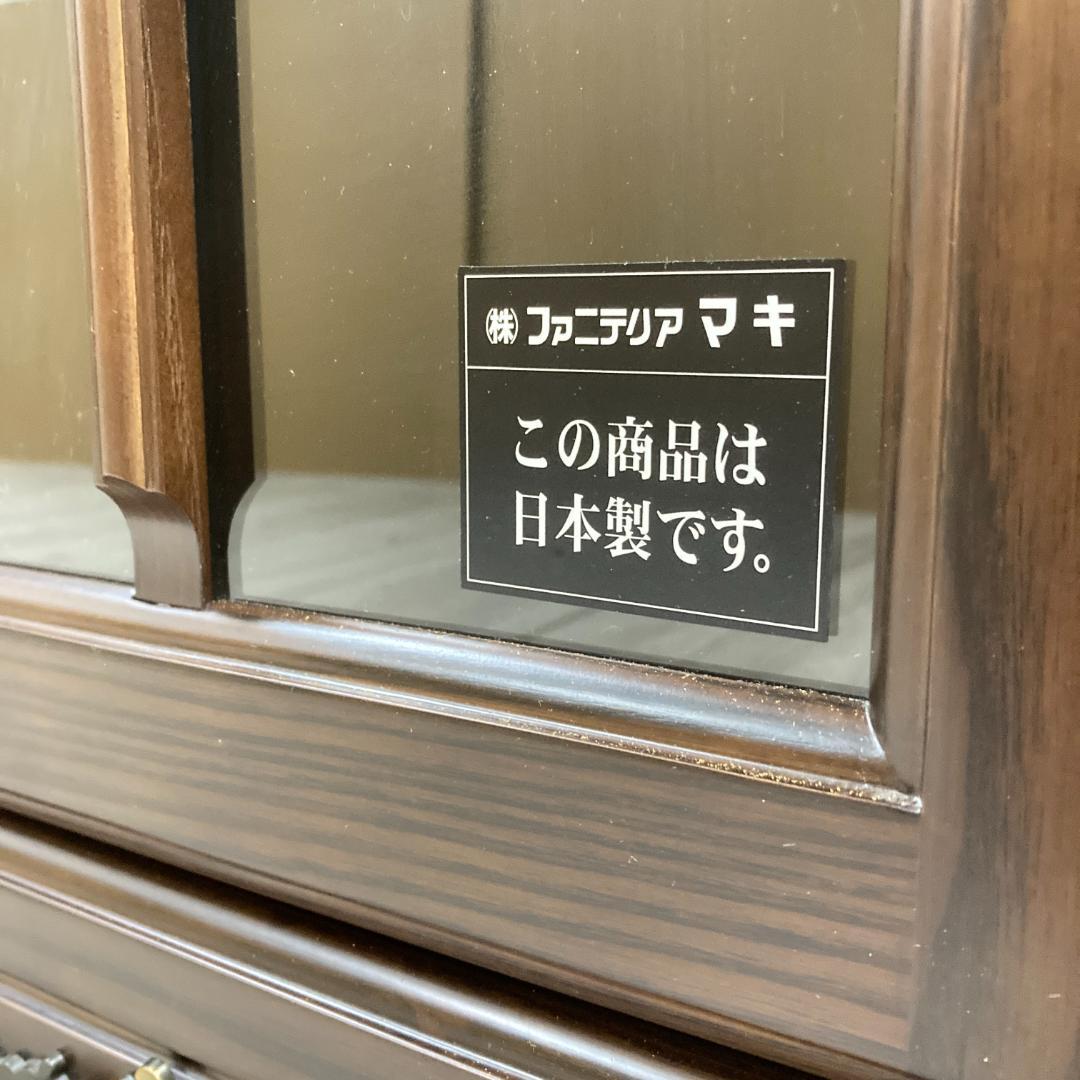 ㈱ ファニテリア マキ
この商品は
日本製です。